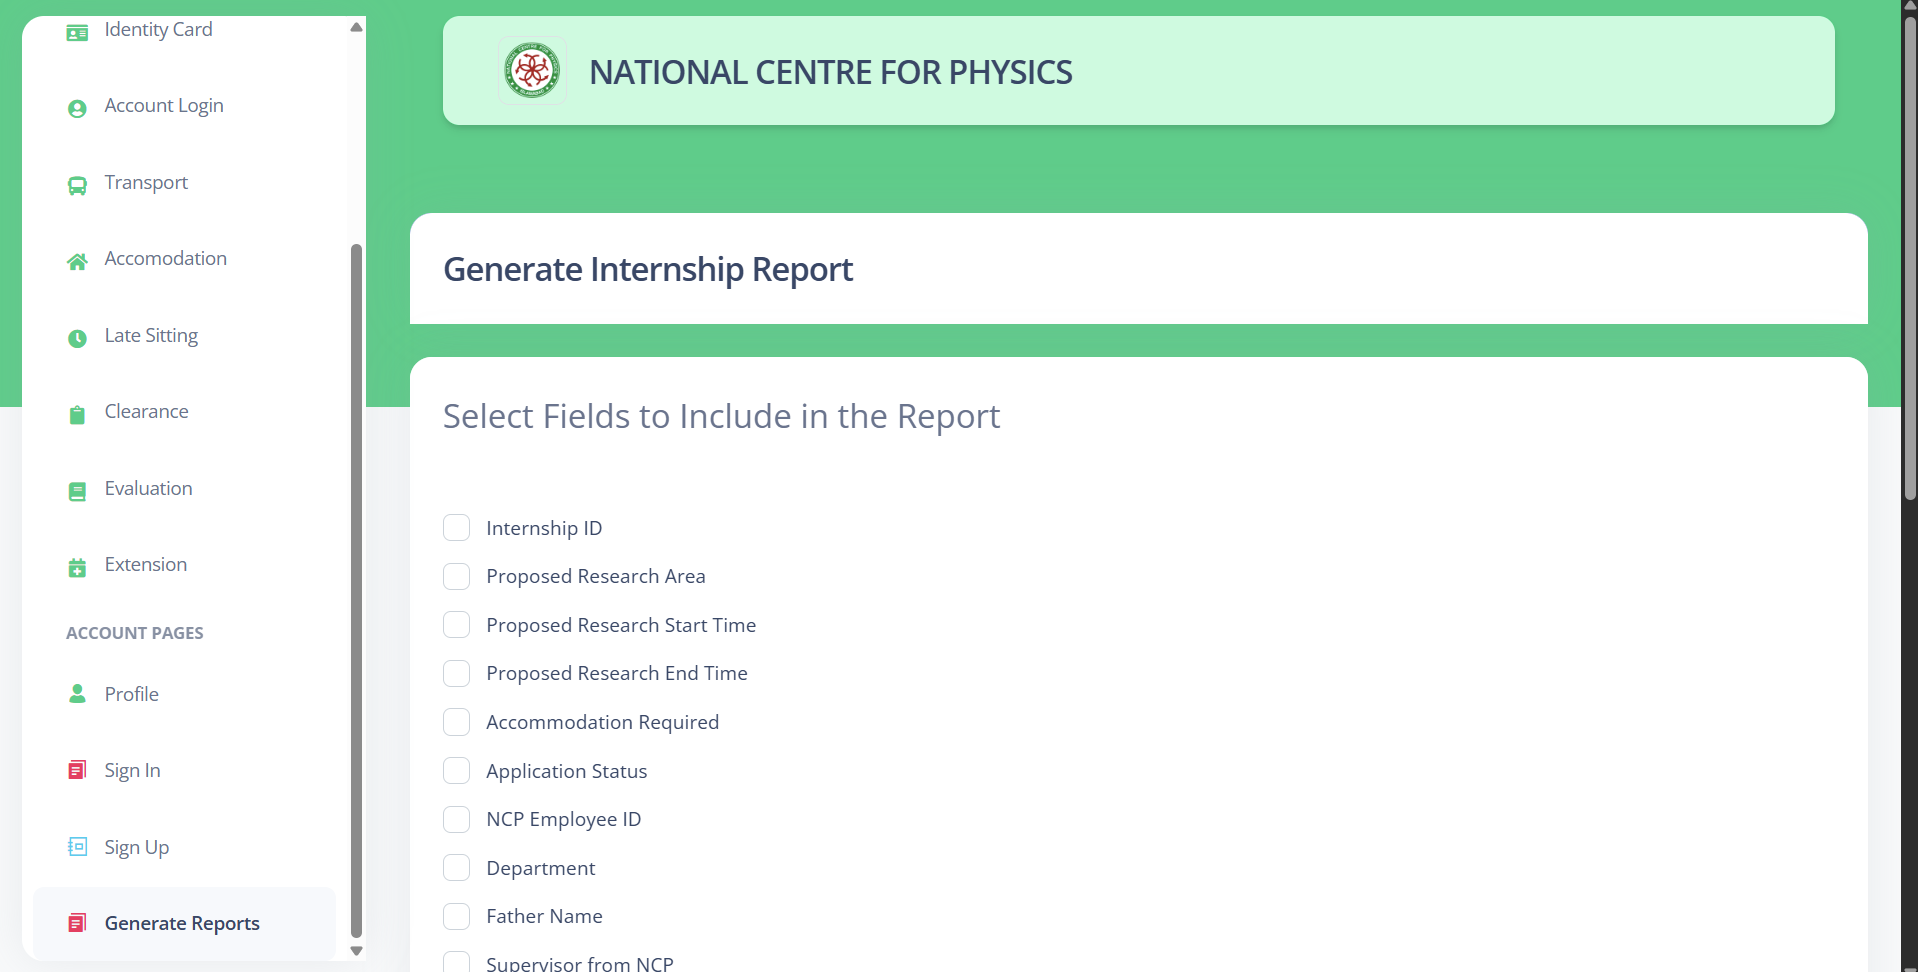 Identity Card
Account Login
Transport
Accomodation
Late Sitting
Clearance
Evaluation
Extension
ACCOUNT PAGES
Profile
Sign In
Sign Up
Generate Reports
NATIONAL CENTRE FOR PHYSICS
Generate Internship Report
Select Fields to Include in the Report
Internship ID
Proposed Research Area
Proposed Research Start Time
Proposed Research End Time
Accommodation Required
Application Status
NCP Employee ID
Department
Father Name
Supervisor from NCP